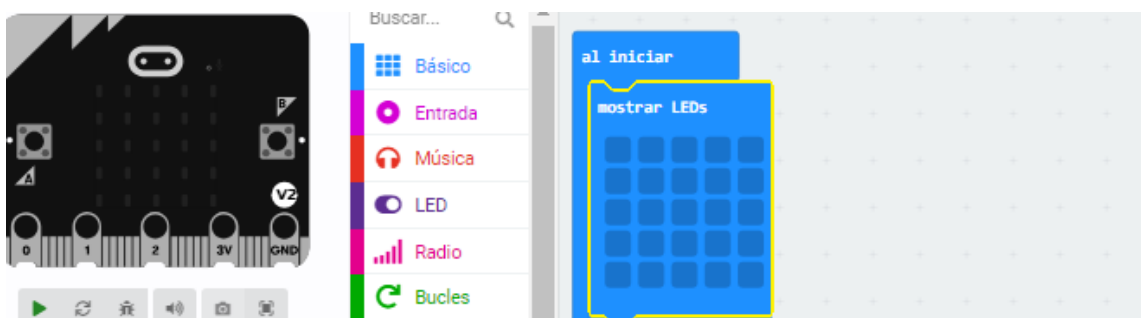 Buscar...
Básico
Entrada
Música
LED
Radio
Bucles
al iniciar
mostrar LEDs
B
A
V2
0 1 2 3V GND